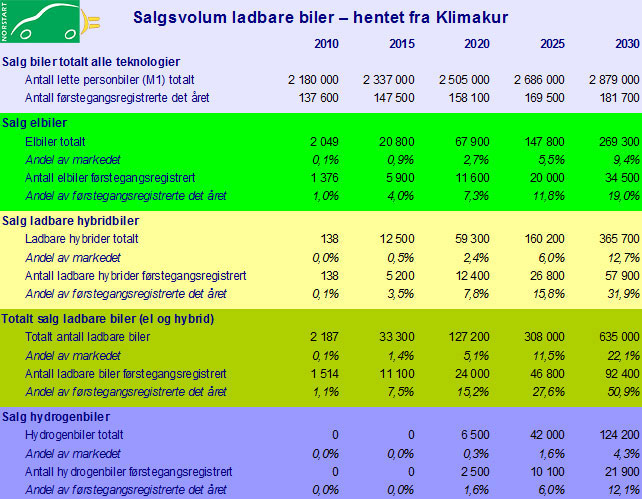 NORSTART
Salgsvolum ladbare biler – hentet fra Klimakur
2010 2015 2020 2025 2030
Salg biler totalt alle teknologier
Antall lette personbiler (M1) totalt 2 180 000 2 337 000 2 505 000 2 686 000 2 879 000
Antall førstegangsregistrerte det året 137 600 147 500 158 100 169 500 181 700
Salg elbiler
Elbiler totalt 2 049 20 800 67 900 147 800 269 300
Andel av markedet 0,1% 0,9% 2,7% 5,5% 9,4%
Antall elbiler førstegangsregistrert 1 376 5 900 11 600 20 000 34 500
Andel av førstegangsregistrerte det året 1,0% 4,0% 7,3% 11,8% 19,0%
Salg ladbare hybridbiler
Ladbare hybrider totalt 138 12 500 59 300 160 200 365 700
Andel av markedet 0,0% 0,5% 2,4% 6,0% 12,7%
Antall ladbare hybrider førstegangsregistrert 138 5 200 12 400 26 800 57 900
Andel av førstegangsregistrerte det året 0,1% 3,5% 7,8% 15,8% 31,9%
Totalt salg ladbare biler (el og hybrid)
Totalt antall ladbare biler 2 187 33 300 127 200 308 000 635 000
Andel av markedet 0,1% 1,4% 5,1% 11,5% 22,1%
Antall ladbare biler førstegangsregistrert 1 514 11 100 24 000 46 800 92 400
Andel av førstegangsregistrerte det året 1,1% 7,5% 15,2% 27,6% 50,9%
Salg hydrogenbiler
Hydrogenbiler totalt 0 0 6 500 42 000 124 200
Andel av markedet 0,0% 0,0% 0,3% 1,6% 4,3%
Antall hydrogenbiler førstegangsregistrert 0 0 2 500 10 100 21 900
Andel av førstegangsregistrerte det året 0,0% 0,0% 1,6% 6,0% 12,1%